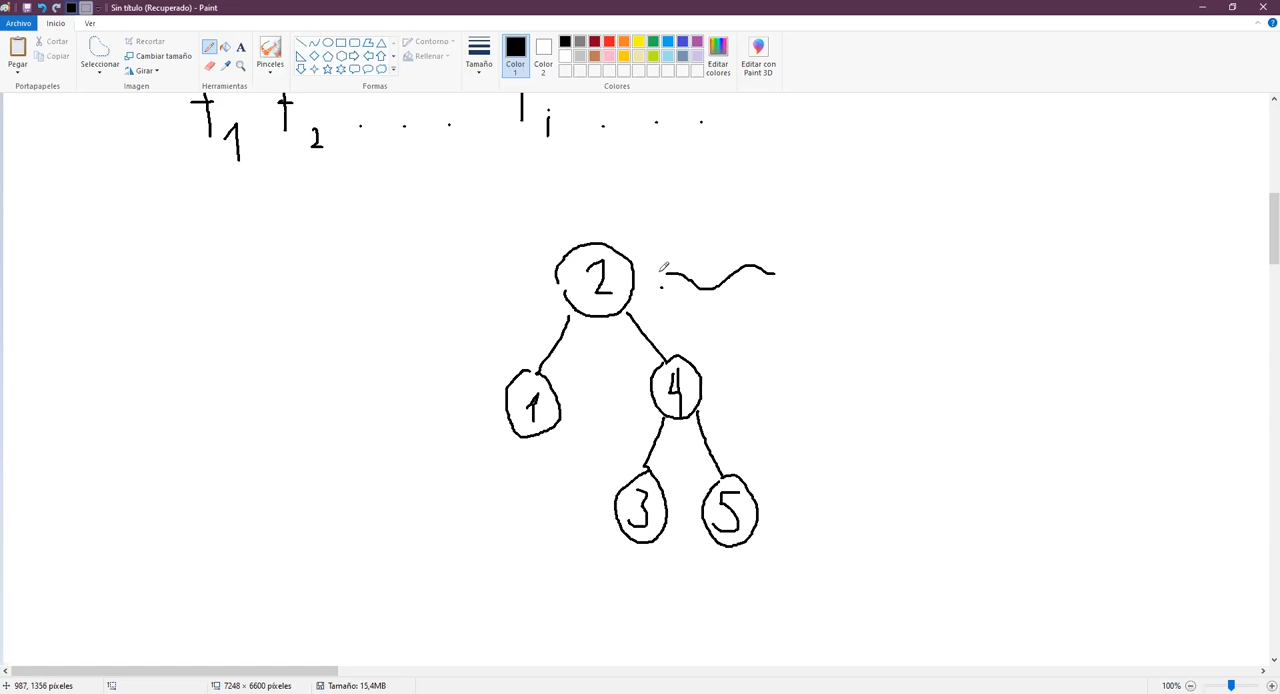 Sin título (Recuperado) - Paint
Archivo Inicio Ver
Pegar
Cortar
Copiar
Portapapeles
Seleccionar
Recortar
Cambiar tamaño
Girar
Imagen
A
Herramientas
Pinceles
Formas
Contorno
Rellenar
Tamaño
Color 1
Color 2
Colores
Editar colores
Editar con Paint 3D
t1 t2 . . . i . . .
2
1 4
3 5
987, 1356 píxeles
7248 × 6600 píxeles
Tamaño: 15,4MB
100%